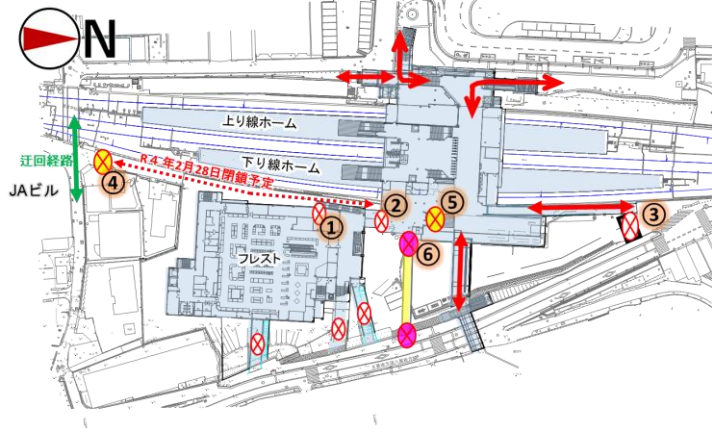 N
上り線ホーム
下り線ホーム
迂回経路
R４年2月28日閉鎖予定
JAビル
④
②
⑤
③
①
⑥
フレスト